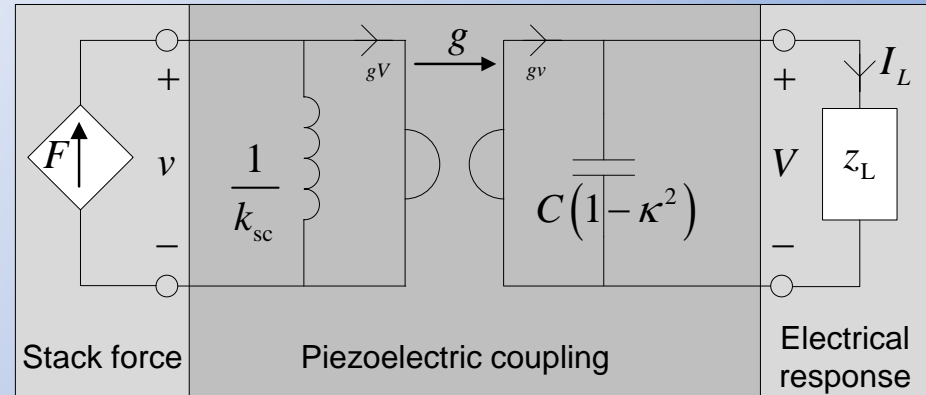 gV
g
gv
+
+
I_L
F
v
1/k_sc
C(1 − κ²)
V
z_L
−
−
Stack force
Piezoelectric coupling
Electrical
response